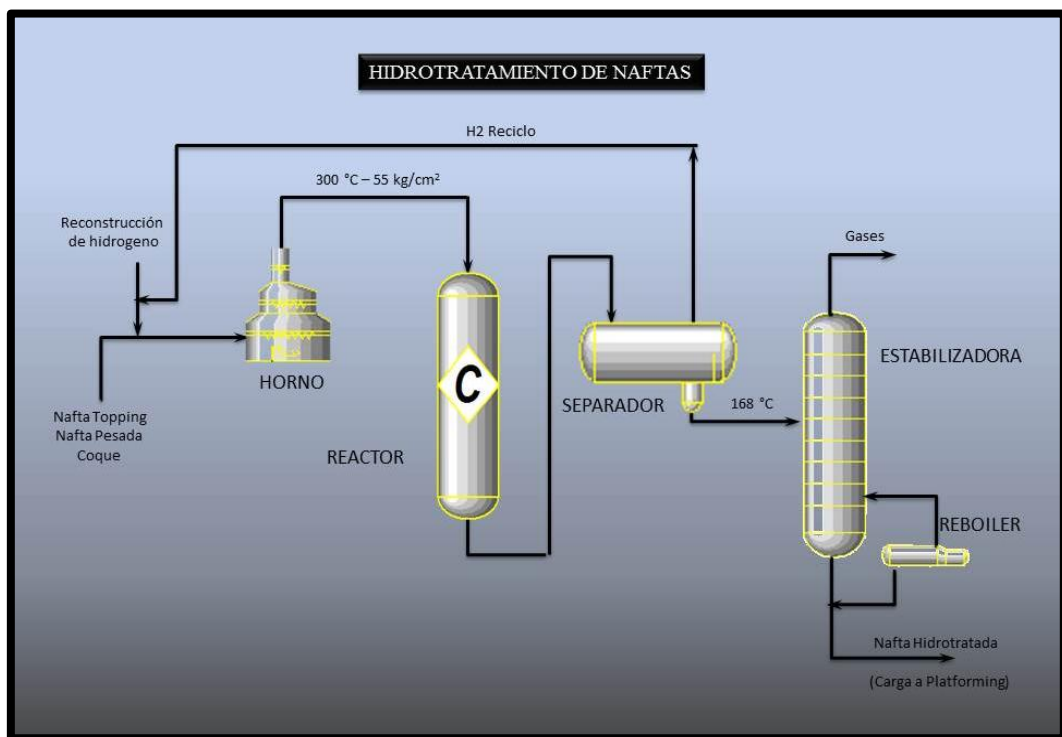 HIDROTRATAMIENTO DE NAFTAS
H2 Reciclo
300 °C – 55 kg/cm²
Reconstrucción
de hidrogeno
Gases
ESTABILIZADORA
HORNO
C
SEPARADOR
168 °C
Nafta Topping
Nafta Pesada
Coque
REACTOR
REBOILER
Nafta Hidrotratada
(Carga a Platforming)